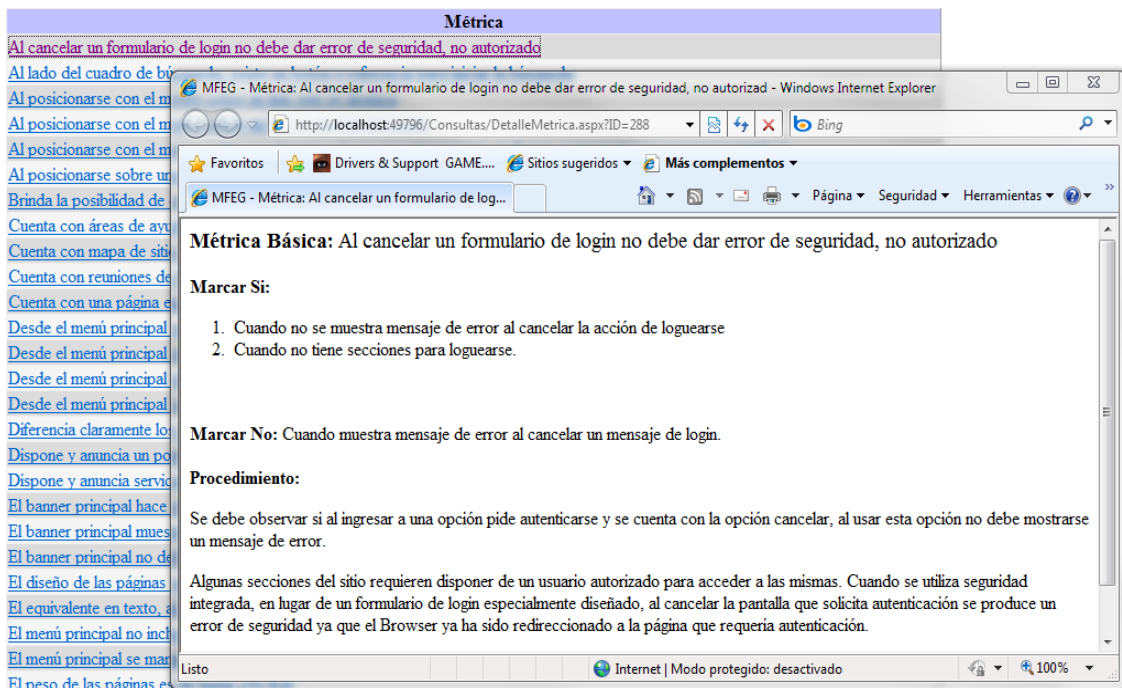 Métrica
Al cancelar un formulario de login no debe dar error de seguridad, no autorizado
Al lado del cuadro de
Al posicionarse con el
Al posicionarse con el
Al posicionarse con el
Al posicionarse sobre
Brinda la posibilidad de
Cuenta con áreas de
Cuenta con mapa de
Cuenta con reuniones de
Cuenta con una página
Desde el menú principal
Desde el menú principal
Desde el menú principal
Desde el menú principal
Diferencia claramente
Dispone y anuncia un
Dispone y anuncia
El banner principal hace
El banner principal
El banner principal no
El diseño de las páginas
El equivalente en texto,
El menú principal no
El menú principal se
El peso de las páginas
MFEG - Métrica: Al cancelar un formulario de login no debe dar error de seguridad, no autorizad - Windows Internet Explorer
http://localhost:49796/Consultas/DetalleMetrica.aspx?ID=288
Bing
Favoritos Drivers & Support GAME.... Sitios sugeridos Más complementos
MFEG - Métrica: Al cancelar un formulario de log... Página Seguridad Herramientas »
Métrica Básica: Al cancelar un formulario de login no debe dar error de seguridad, no autorizado
Marcar Si:
1. Cuando no se muestra mensaje de error al cancelar la acción de loguearse
2. Cuando no tiene secciones para loguearse.
Marcar No: Cuando muestra mensaje de error al cancelar un mensaje de login.
Procedimiento:
Se debe observar si al ingresar a una opción pide autenticarse y se cuenta con la opción cancelar, al usar esta opción no debe mostrarse
un mensaje de error.
Algunas secciones del sitio requieren disponer de un usuario autorizado para acceder a las mismas. Cuando se utiliza seguridad
integrada, en lugar de un formulario de login especialmente diseñado, al cancelar la pantalla que solicita autenticación se produce un
error de seguridad ya que el Browser ya ha sido redireccionado a la página que requería autenticación.
Listo Internet | Modo protegido: desactivado 100%